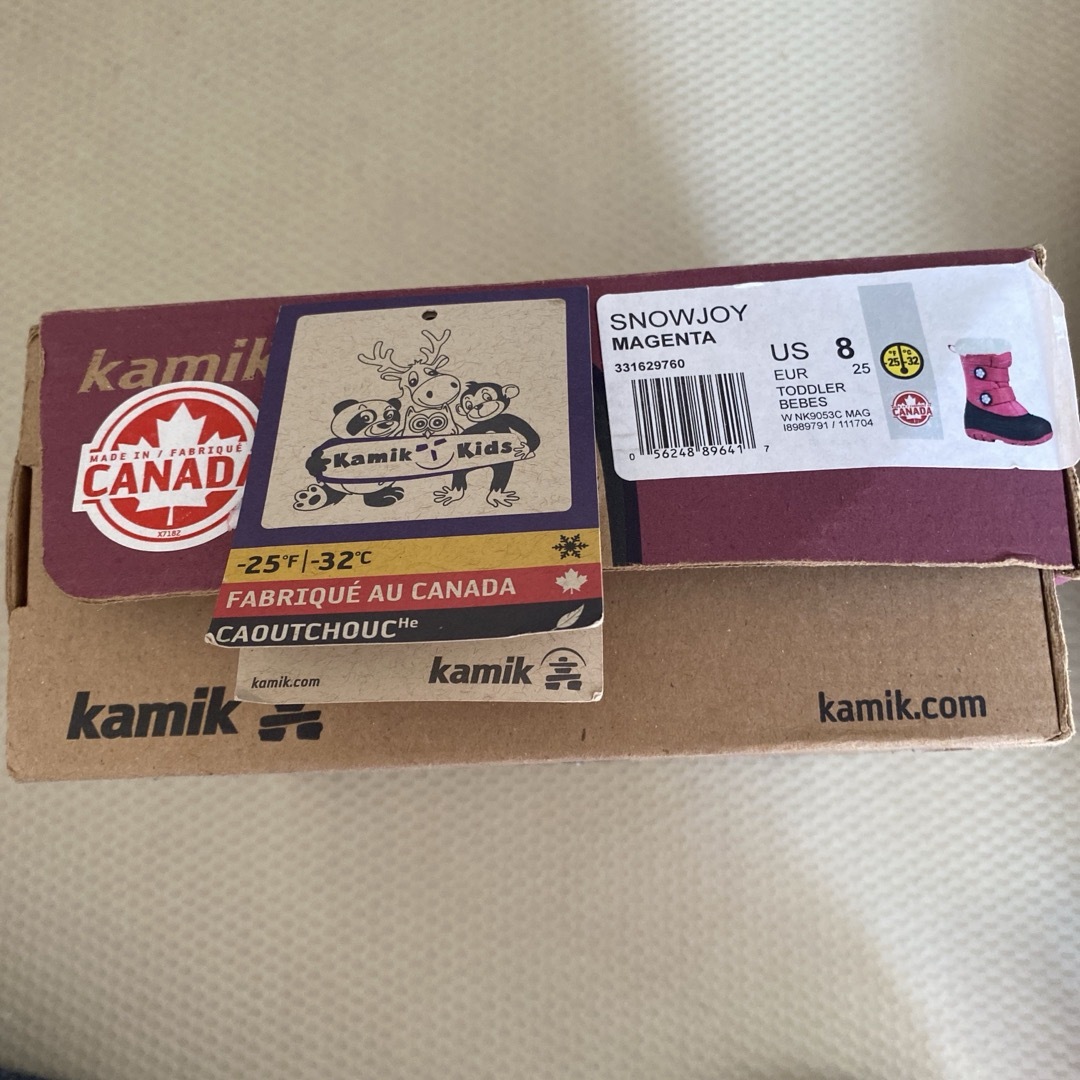 kamik
MADE IN / FABRIQUÉ
CANADA
X7182
Kamik Kids
-25°F|-32°C
FABRIQUÉ AU CANADA
CAOUTCHOUCHe
kamik.com
kamik
SNOWJOY
MAGENTA
331629760
0 56248 89641 7
US 8
EUR 25
TODDLER
BEBES
W NK9053C MAG
I8989791 / 111704
°F °C
-25 -32
CANADA
kamik
kamik.com